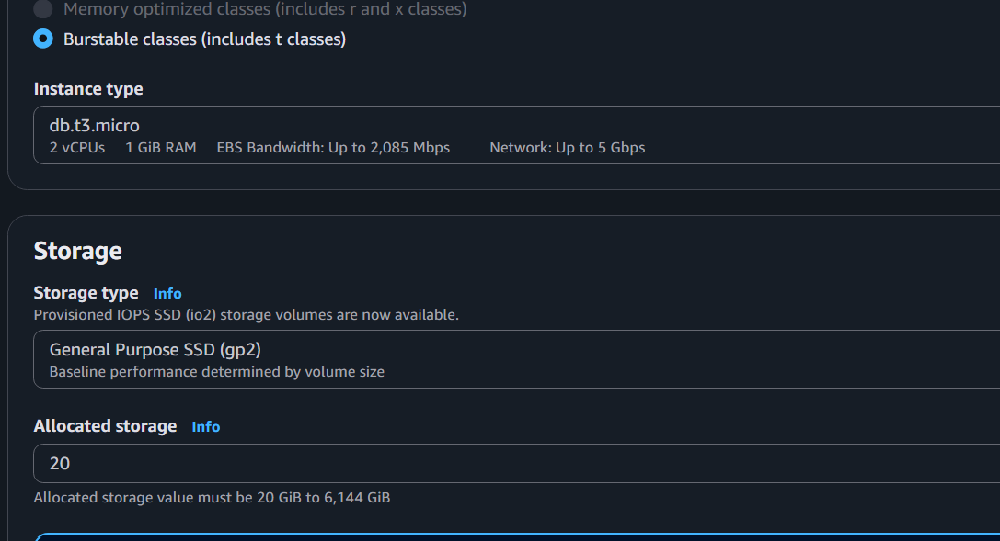 Memory optimized classes (includes r and x classes)
Burstable classes (includes t classes)
Instance type
db.t3.micro
2 vCPUs 1 GiB RAM EBS Bandwidth: Up to 2,085 Mbps Network: Up to 5 Gbps
Storage
Storage type Info
Provisioned IOPS SSD (io2) storage volumes are now available.
General Purpose SSD (gp2)
Baseline performance determined by volume size
Allocated storage Info
20
Allocated storage value must be 20 GiB to 6,144 GiB